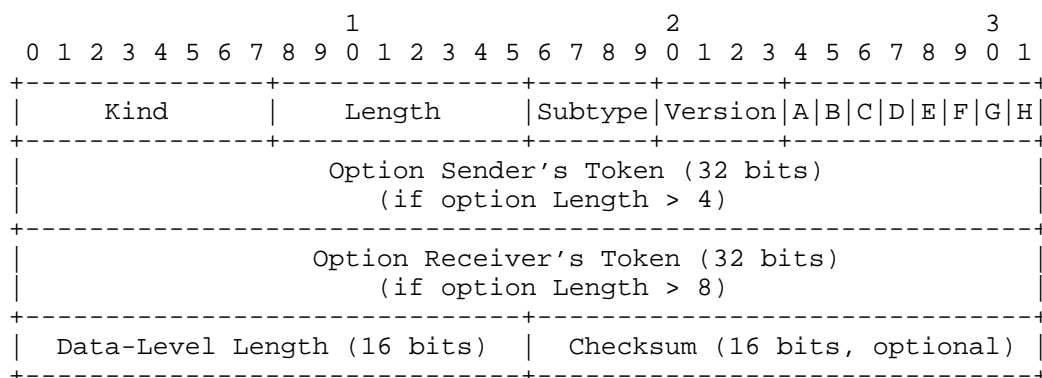 1                   2                   3
 0 1 2 3 4 5 6 7 8 9 0 1 2 3 4 5 6 7 8 9 0 1 2 3 4 5 6 7 8 9 0 1
+---------------+---------------+-------+-------+---------------+
|     Kind      |    Length     |Subtype|Version|A|B|C|D|E|F|G|H|
+---------------+---------------+-------+-------+---------------+
|                   Option Sender's Token (32 bits)             |
|                      (if option Length > 4)                   |
+---------------------------------------------------------------+
|                  Option Receiver's Token (32 bits)            |
|                      (if option Length > 8)                   |
+-------------------------------+-------------------------------+
|  Data-Level Length (16 bits)  |  Checksum (16 bits, optional) |
+-------------------------------+-------------------------------+